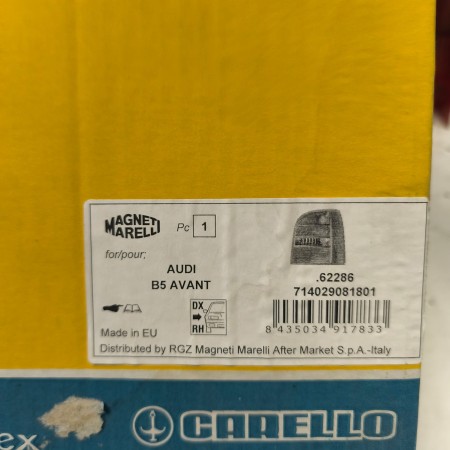 MAGNETI
MARELLI
Pc 1
for/pour;
AUDI
B5 AVANT
.62286
714029081801
DX
RH
8 435034 917833
Made in EU
Distributed by RGZ Magneti Marelli After Market S.p.A.-Italy
ex
CARELLO